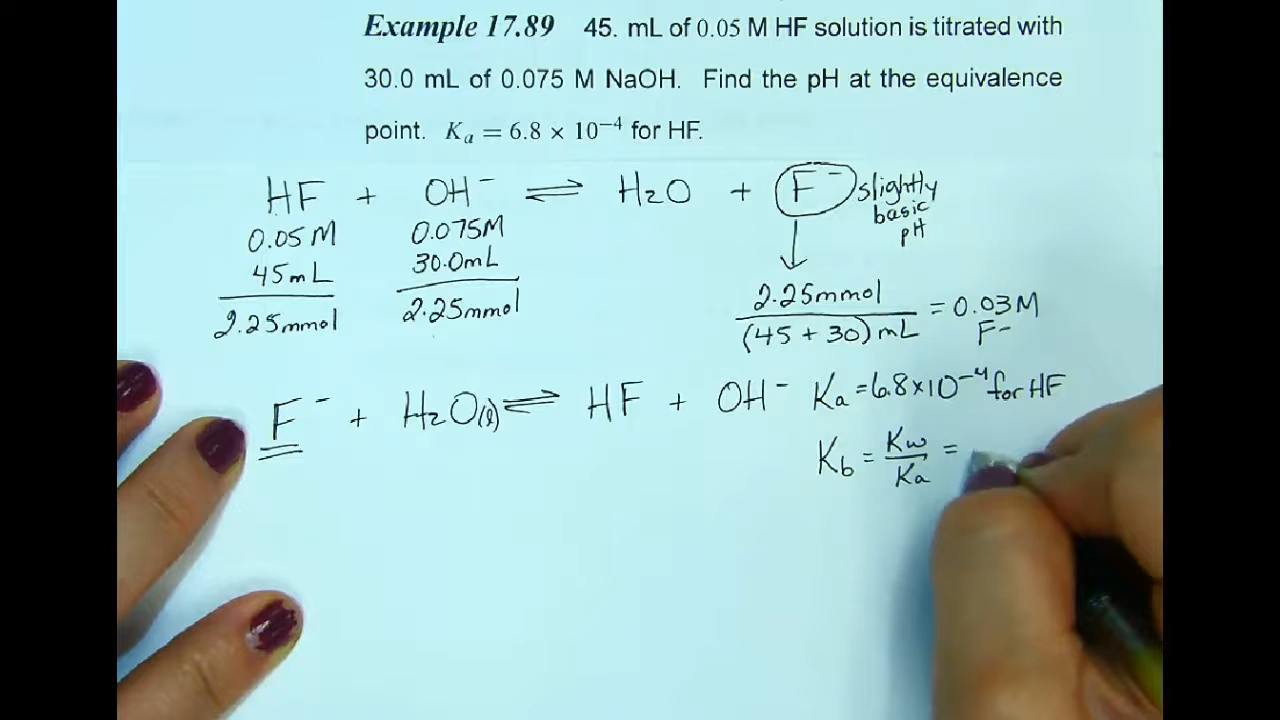 Example 17.89 45. mL of 0.05 M HF solution is titrated with
30.0 mL of 0.075 M NaOH. Find the pH at the equivalence
point. Kₐ = 6.8 × 10⁻⁴ for HF.
HF + OH⁻ ⇌ H2O + F⁻ slightly
basic
pH
0.05M 0.075M
45mL 30.0mL
2.25mmol 2.25mmol
2.25mmol
(45 + 30)mL = 0.03M
F⁻
F⁻ + H2O(l) ⇌ HF + OH⁻ Ka = 6.8×10⁻⁴ for HF
Kb = Kw/Ka =